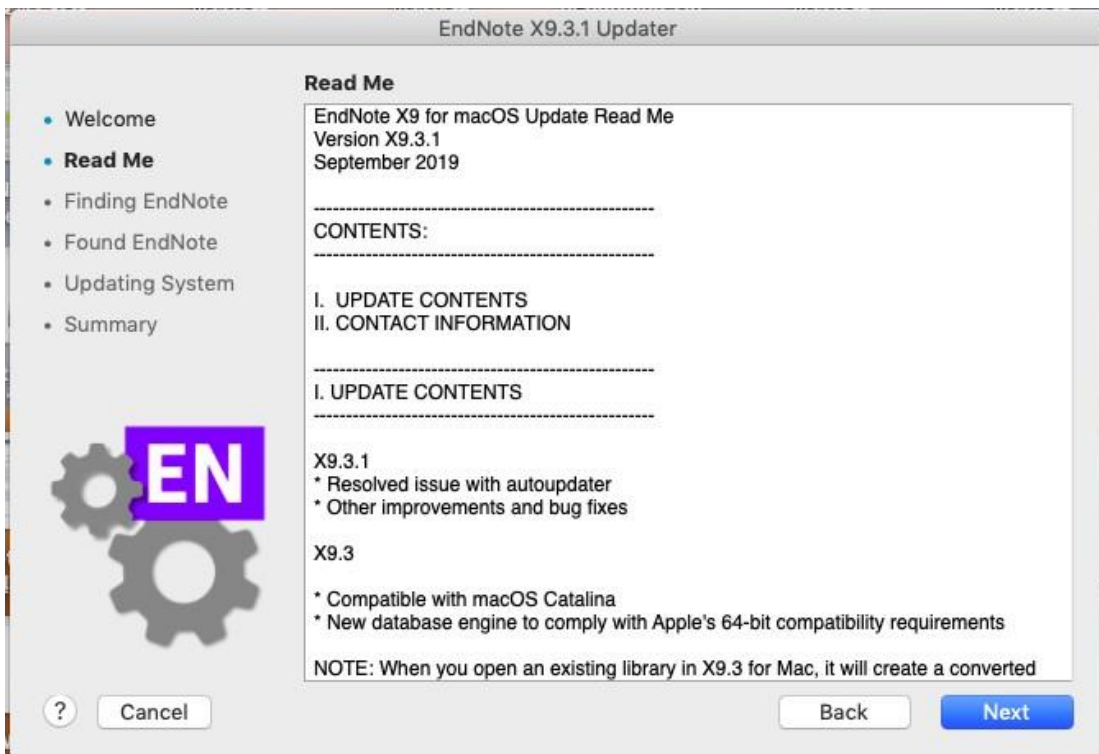 EndNote X9.3.1 Updater
Read Me
• Welcome
• Read Me
• Finding EndNote
• Found EndNote
• Updating System
• Summary
EN
EndNote X9 for macOS Update Read Me
Version X9.3.1
September 2019
----------------------------------------------------
CONTENTS:
----------------------------------------------------
I.  UPDATE CONTENTS
II. CONTACT INFORMATION
----------------------------------------------------
I. UPDATE CONTENTS
----------------------------------------------------
X9.3.1
* Resolved issue with autoupdater
* Other improvements and bug fixes
X9.3
* Compatible with macOS Catalina
* New database engine to comply with Apple's 64-bit compatibility requirements
NOTE: When you open an existing library in X9.3 for Mac, it will create a converted
? Cancel Back Next